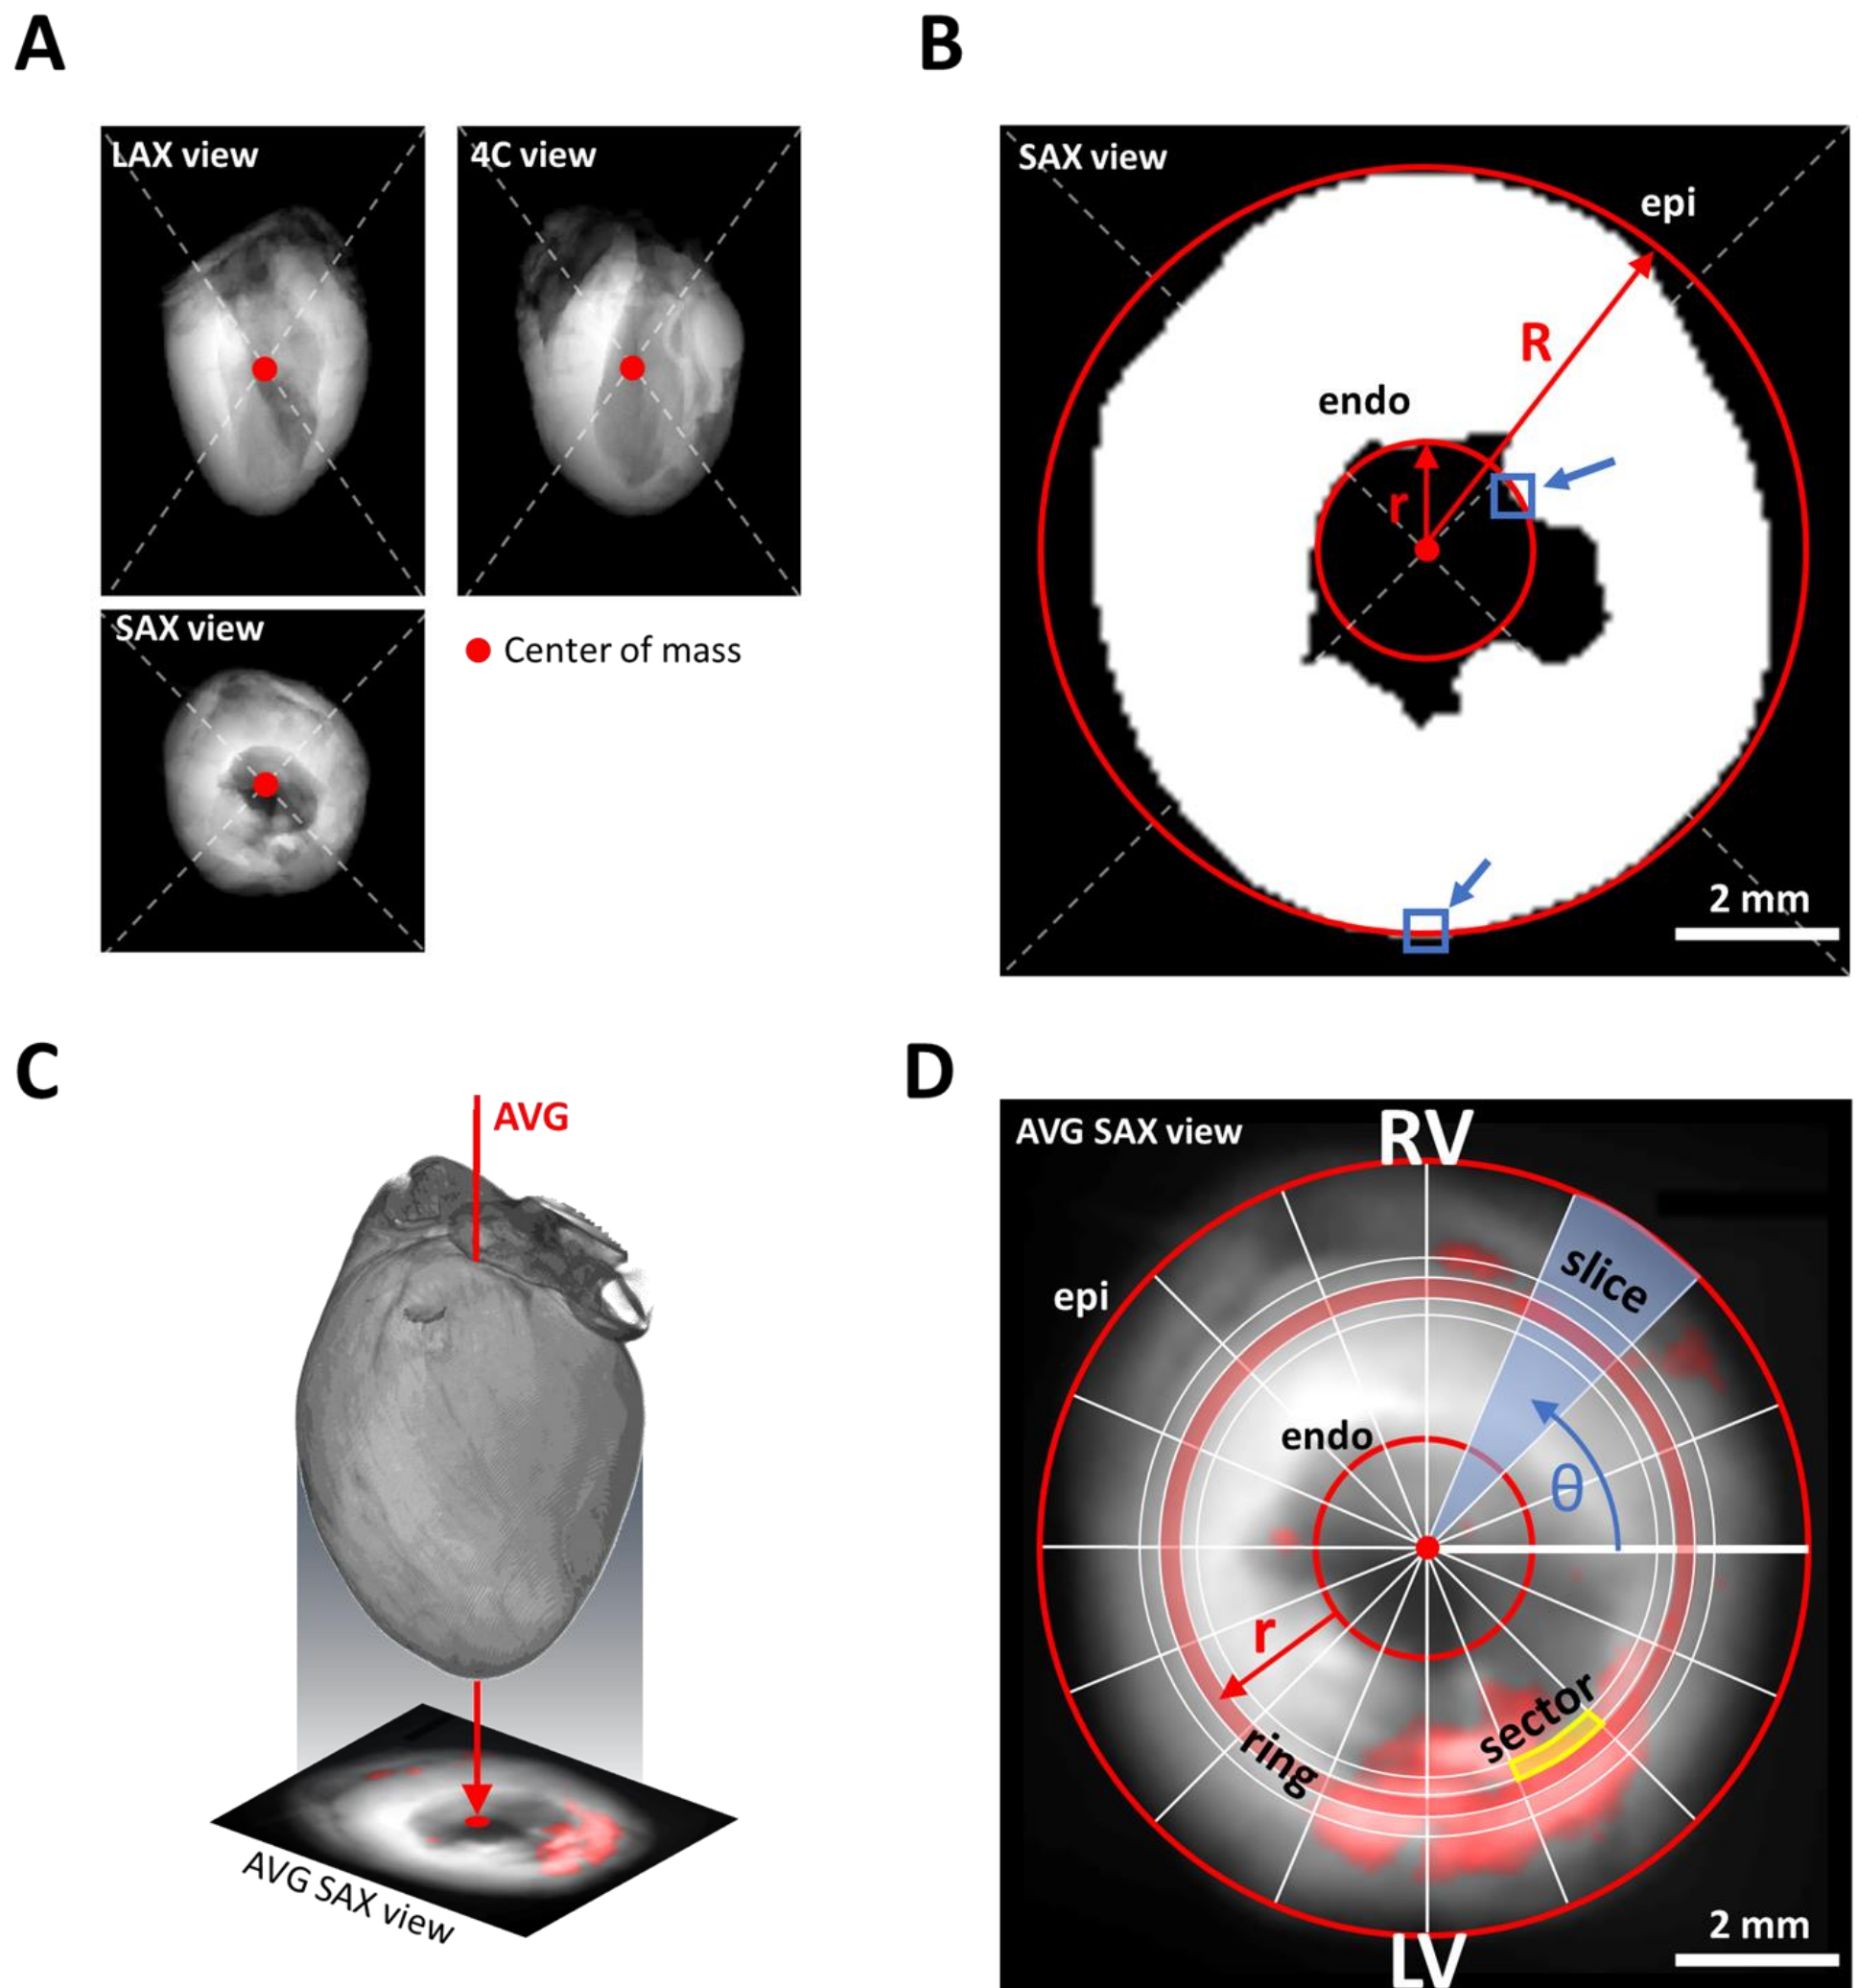 A
LAX view
4C view
SAX view
Center of mass
B
SAX view
epi
R
endo
r
2 mm
C
AVG
AVG SAX view
D
AVG SAX view
RV
slice
epi
endo
θ
r
sector
ring
2 mm
LV